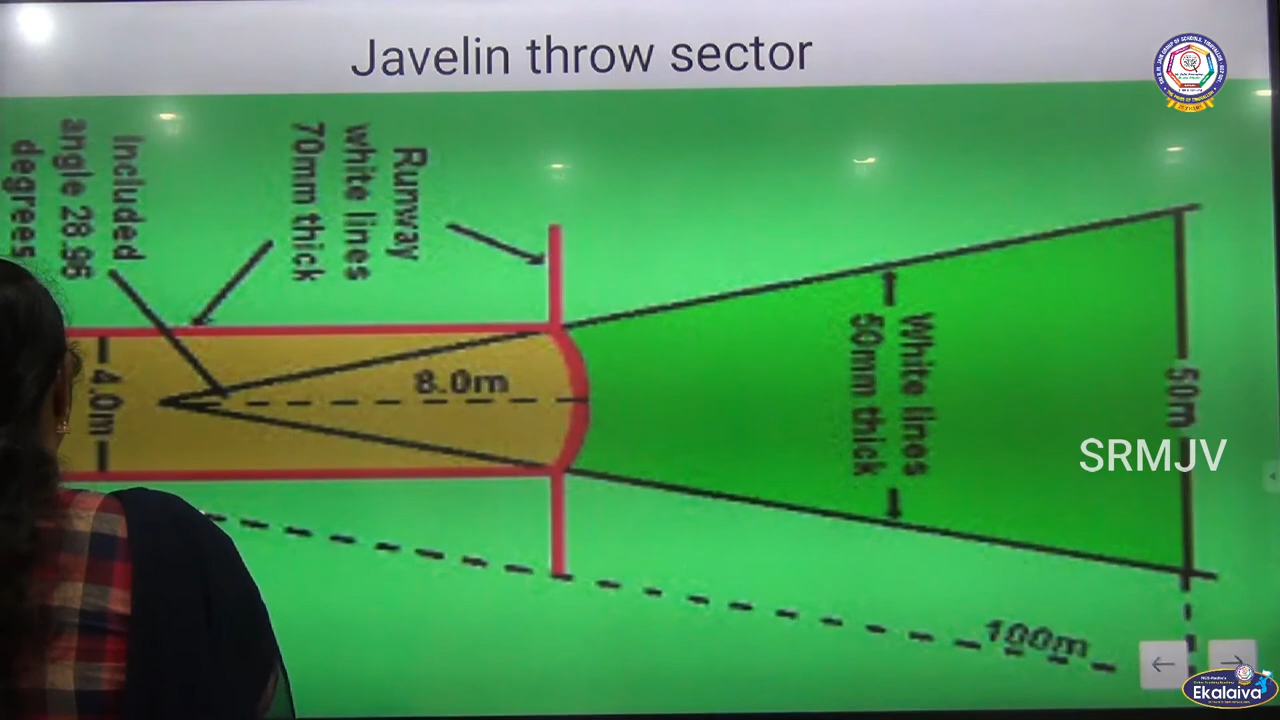 Javelin throw sector
Runway
white lines
70mm thick
Included
angle 28.96
degrees
8.0m
4.0m
White lines
50mm thick
50m
100m
SRMJV
Ekalaiva